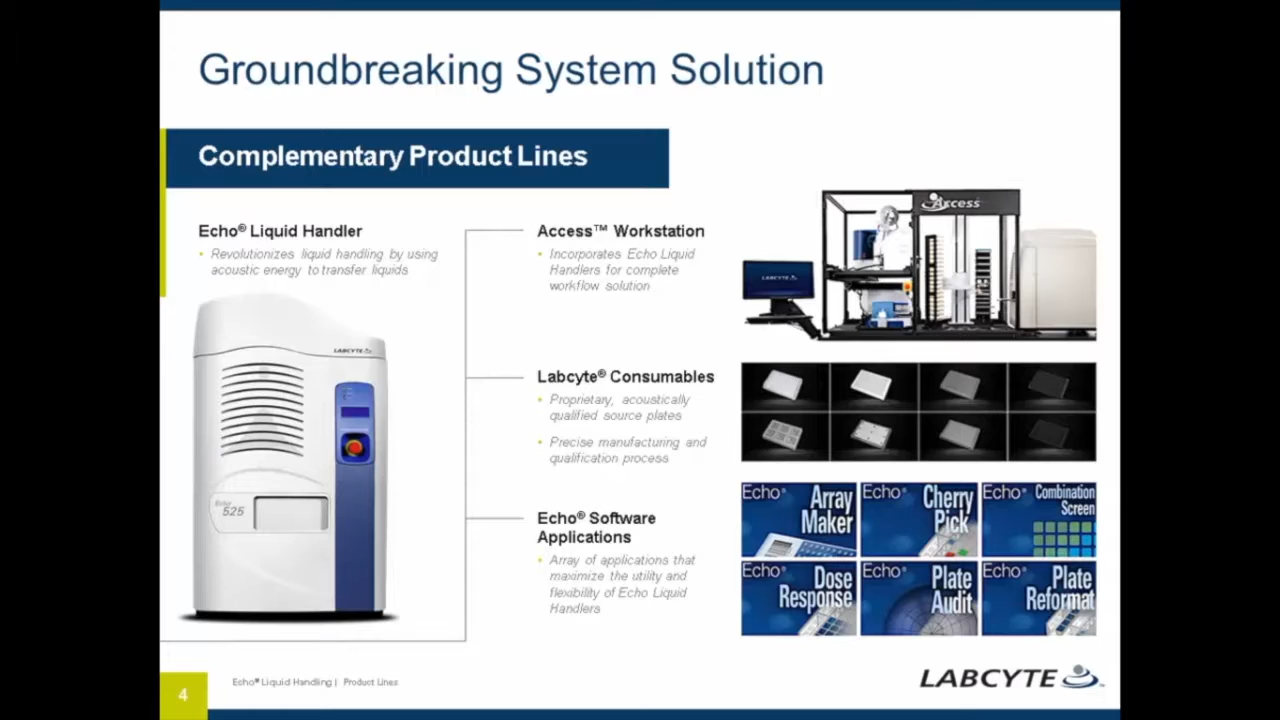 Groundbreaking System Solution
Complementary Product Lines
Echo® Liquid Handler
• Revolutionizes liquid handling by using
acoustic energy to transfer liquids
LABCYTE
Echo
525
Access™ Workstation
• Incorporates Echo Liquid
Handlers for complete
workflow solution
Access
LABCYTE
Labcyte® Consumables
• Proprietary, acoustically
qualified source plates
• Precise manufacturing and
qualification process
Echo® Software
Applications
• Array of applications that
maximize the utility and
flexibility of Echo Liquid
Handlers
Echo® Array
Maker
Echo® Cherry
Pick
Echo® Combination
Screen
Echo® Dose
Response
Echo® Plate
Audit
Echo® Plate
Reformat
4
Echo® Liquid Handling | Product Lines
LABCYTE™